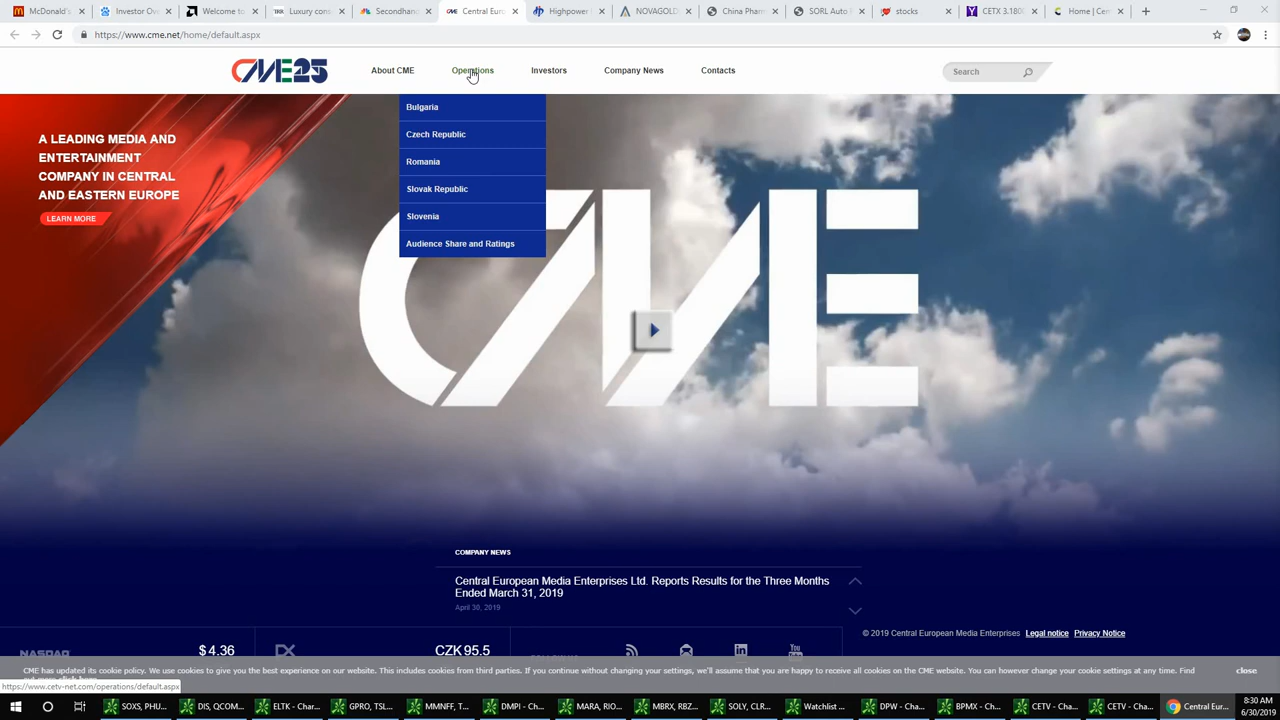 McDonald's
Investor Ov
Welcome to
Luxury cons
Secondhand
Central Euro
Highpower I
NOVAGOLD
China Pharm
SORL Auto P
stocks
CETX 3.1800
Home | Cem
https://www.cme.net/home/default.aspx
CME25
About CME
Operations
Investors
Company News
Contacts
Search
Bulgaria
Czech Republic
Romania
Slovak Republic
Slovenia
Audience Share and Ratings
A LEADING MEDIA AND
ENTERTAINMENT
COMPANY IN CENTRAL
AND EASTERN EUROPE
LEARN MORE
CME
COMPANY NEWS
Central European Media Enterprises Ltd. Reports Results for the Three Months
Ended March 31, 2019
April 30, 2019
© 2019 Central European Media Enterprises Legal notice Privacy Notice
NASDAQ
$ 4.36
CZK 95.5
You
CME has updated its cookie policy. We use cookies to give you the best experience on our website. This includes cookies from third parties. If you continue without changing your settings, we'll assume that you are happy to receive all cookies on the CME website. You can however change your cookie settings at any time. Find
close
https://www.cetv-net.com/operations/default.aspx
SOXS, PHU...
DIS, QCOM...
ELTK - Char...
GPRO, TSL...
MMNFF, T...
DMPI - Cha...
MARA, RIO...
MBRX, RBZ...
SOLY, CLR...
Watchlist ...
DPW - Cha...
BPMX - Ch...
CETV - Cha...
CETV - Cha...
Central Eur...
8:30 AM
6/30/2019